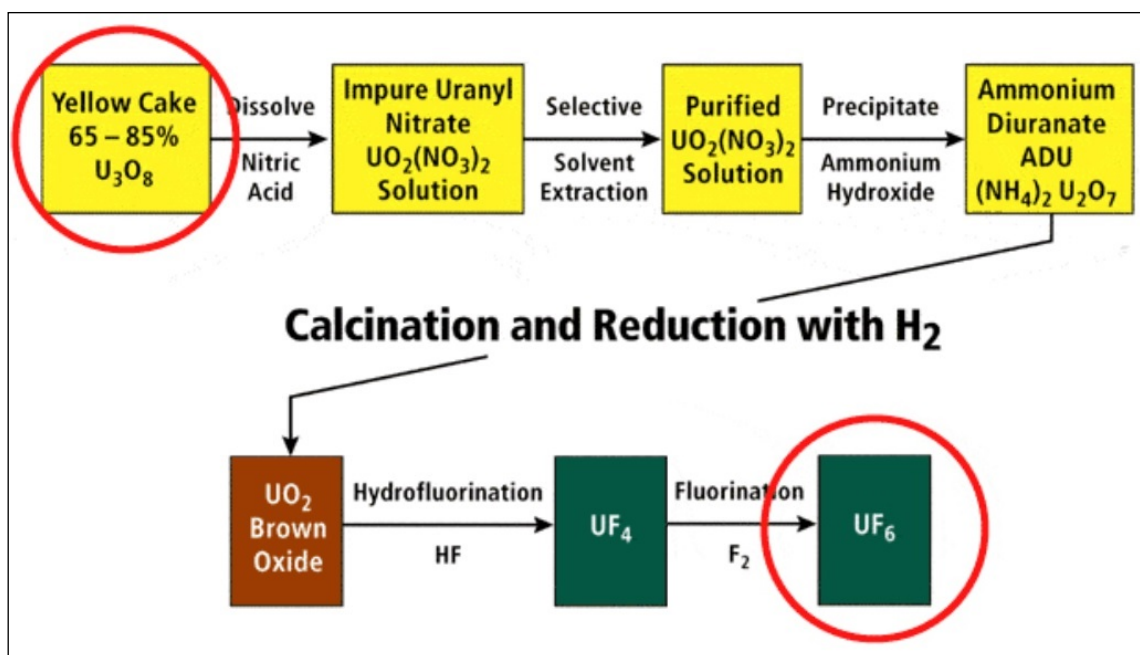 Yellow Cake
65 – 85%
U₃O₈
Dissolve
Nitric
Acid
Impure Uranyl
Nitrate
UO₂(NO₃)₂
Solution
Selective
Solvent
Extraction
Purified
UO₂(NO₃)₂
Solution
Precipitate
Ammonium
Hydroxide
Ammonium
Diuranate
ADU
(NH₄)₂ U₂O₇
Calcination and Reduction with H₂
UO₂
Brown
Oxide
Hydrofluorination
HF
UF₄
Fluorination
F₂
UF₆